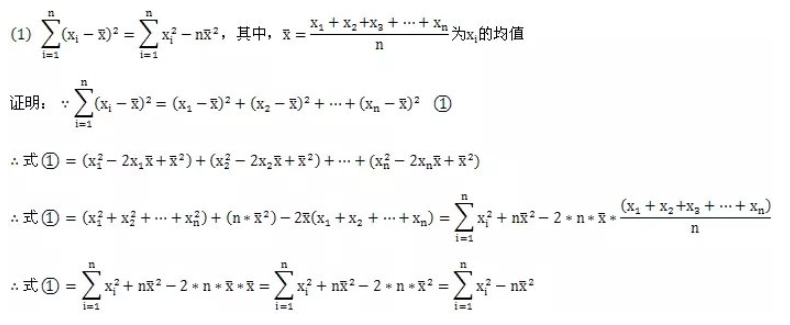 (1) $\sum_{i=1}^{n}(x_i-\bar{x})^2=\sum_{i=1}^{n}x_i^2-n\bar{x}^2$，其中，$\bar{x}=\frac{x_1+x_2+x_3+\cdots+x_n}{n}$为$x_i$的均值
证明：∵$\sum_{i=1}^{n}(x_i-\bar{x})^2=(x_1-\bar{x})^2+(x_2-\bar{x})^2+\cdots+(x_n-\bar{x})^2$ ①
∴式①$=(x_1^2-2x_1\bar{x}+\bar{x}^2)+(x_2^2-2x_2\bar{x}+\bar{x}^2)+\cdots+(x_n^2-2x_n\bar{x}+\bar{x}^2)$
∴式①$=(x_1^2+x_2^2+\cdots+x_n^2)+(n*\bar{x}^2)-2\bar{x}(x_1+x_2+\cdots+x_n)=\sum_{i=1}^{n}x_i^2+n\bar{x}^2-2*n*\bar{x}*\frac{(x_1+x_2+x_3+\cdots+x_n)}{n}$
∴式①$=\sum_{i=1}^{n}x_i^2+n\bar{x}^2-2*n*\bar{x}*\bar{x}=\sum_{i=1}^{n}x_i^2+n\bar{x}^2-2*n*\bar{x}^2=\sum_{i=1}^{n}x_i^2-n\bar{x}^2$